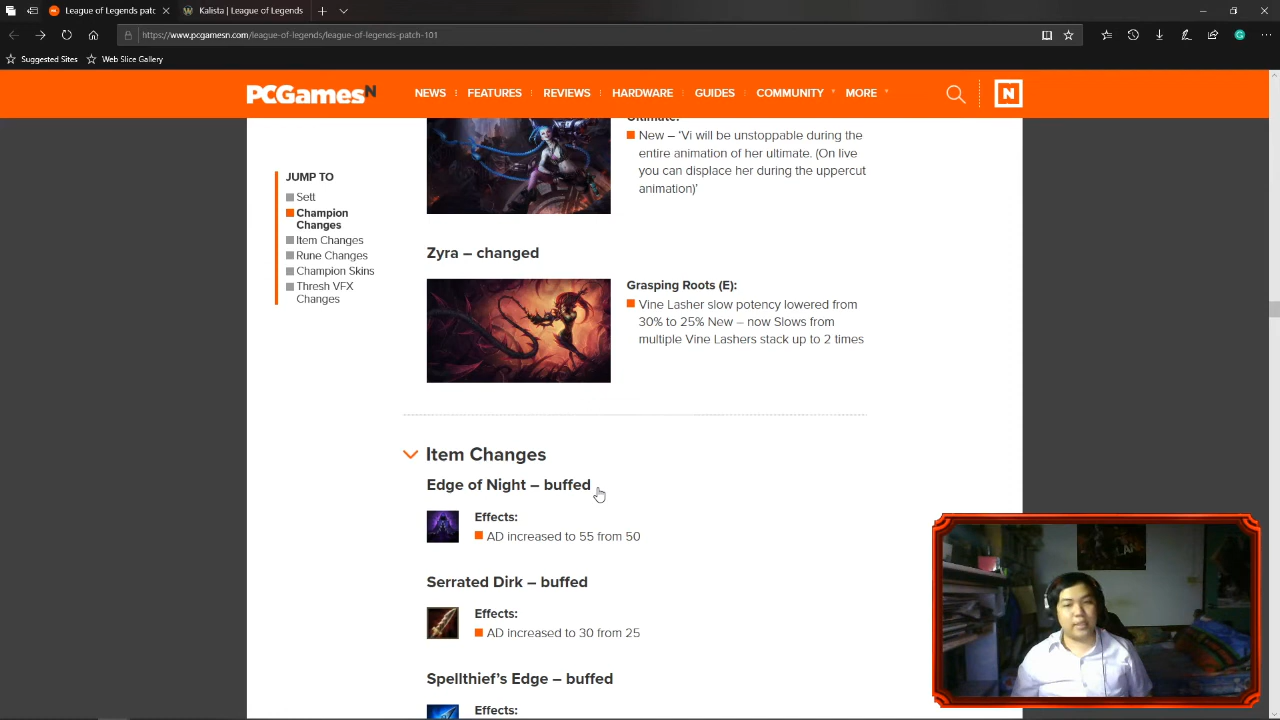 League of Legends patc
Kalista | League of Legends
https://www.pcgamesn.com/league-of-legends/league-of-legends-patch-101
Suggested Sites
Web Slice Gallery
PCGamesN
NEWS
FEATURES
REVIEWS
HARDWARE
GUIDES
COMMUNITY
MORE
N
JUMP TO
Sett
Champion
Changes
Item Changes
Rune Changes
Champion Skins
Thresh VFX
Changes
Ultimate:
New – ‘Vi will be unstoppable during the
entire animation of her ultimate. (On live
you can displace her during the uppercut
animation)’
Zyra – changed
Grasping Roots (E):
Vine Lasher slow potency lowered from
30% to 25% New – now Slows from
multiple Vine Lashers stack up to 2 times
Item Changes
Edge of Night – buffed
Effects:
AD increased to 55 from 50
Serrated Dirk – buffed
Effects:
AD increased to 30 from 25
Spellthief’s Edge – buffed
Effects: